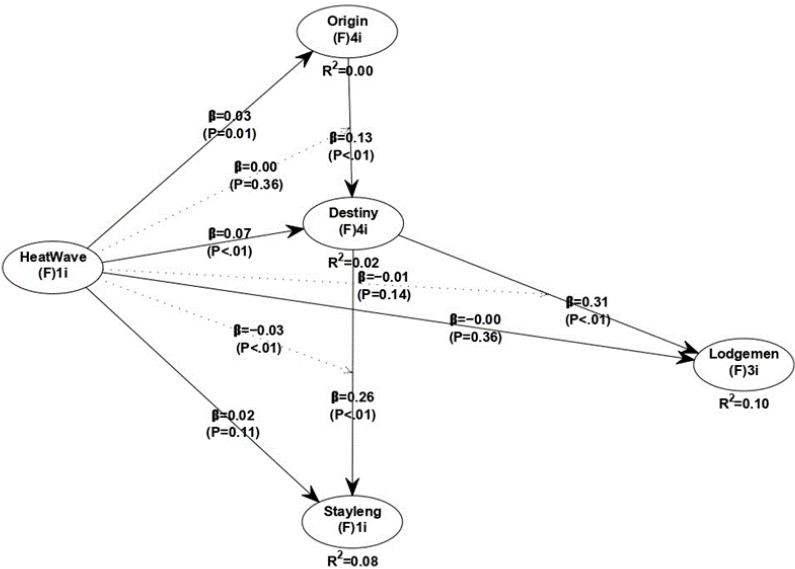 Origin
(F)4i
R²=0.00
β=0.03
(P=0.01)
β=0.13
(P<.01)
β=0.00
(P=0.36)
Destiny
(F)4i
R²=0.02
β=0.07
(P<.01)
HeatWave
(F)1i
β=−0.01
(P=0.14)
β=0.31
(P<.01)
β=−0.00
(P=0.36)
β=−0.03
(P<.01)
Lodgemen
(F)3i
R²=0.10
β=0.26
(P<.01)
β=0.02
(P=0.11)
Stayleng
(F)1i
R²=0.08